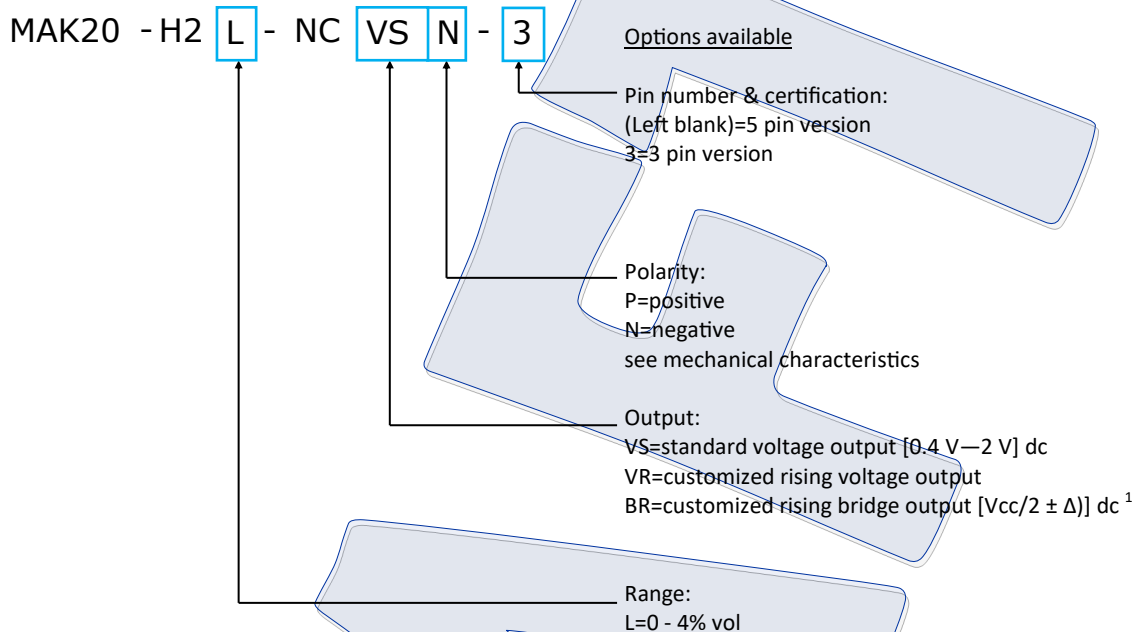 MAK20 - H2 L - NC VS N - 3
Options available
Pin number & certification:
(Left blank)=5 pin version
3=3 pin version
Polarity:
P=positive
N=negative
see mechanical characteristics
Output:
VS=standard voltage output [0.4 V—2 V] dc
VR=customized rising voltage output
BR=customized rising bridge output [Vcc/2 ± Δ)] dc 1
Range:
L=0 - 4% vol